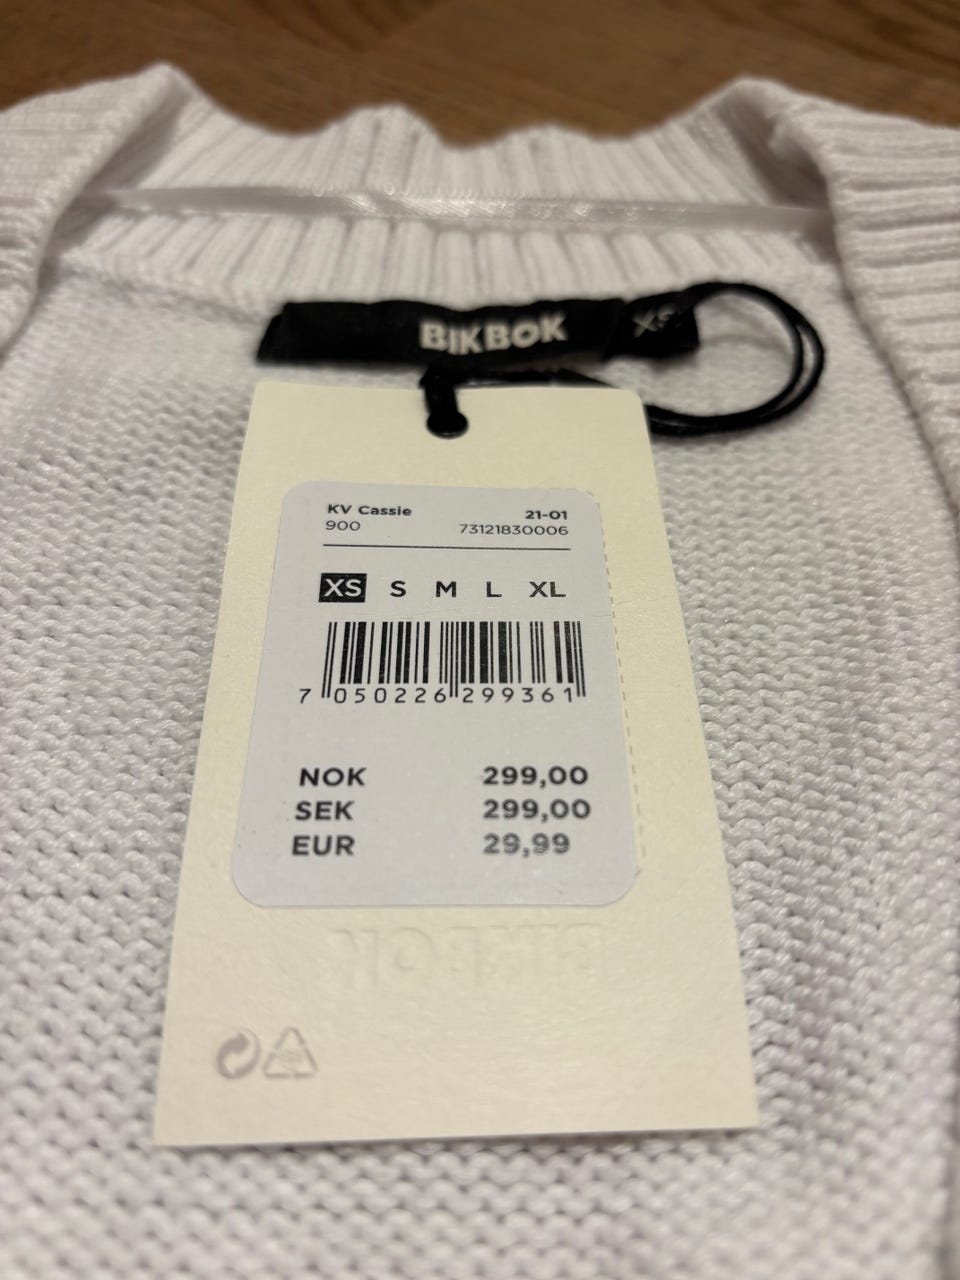 BIKBOK XS
KV Cassie 21-01
900 73121830006
XS S M L XL
7 050226 299361
NOK 299,00
SEK 299,00
EUR 29,99
BIKBOK